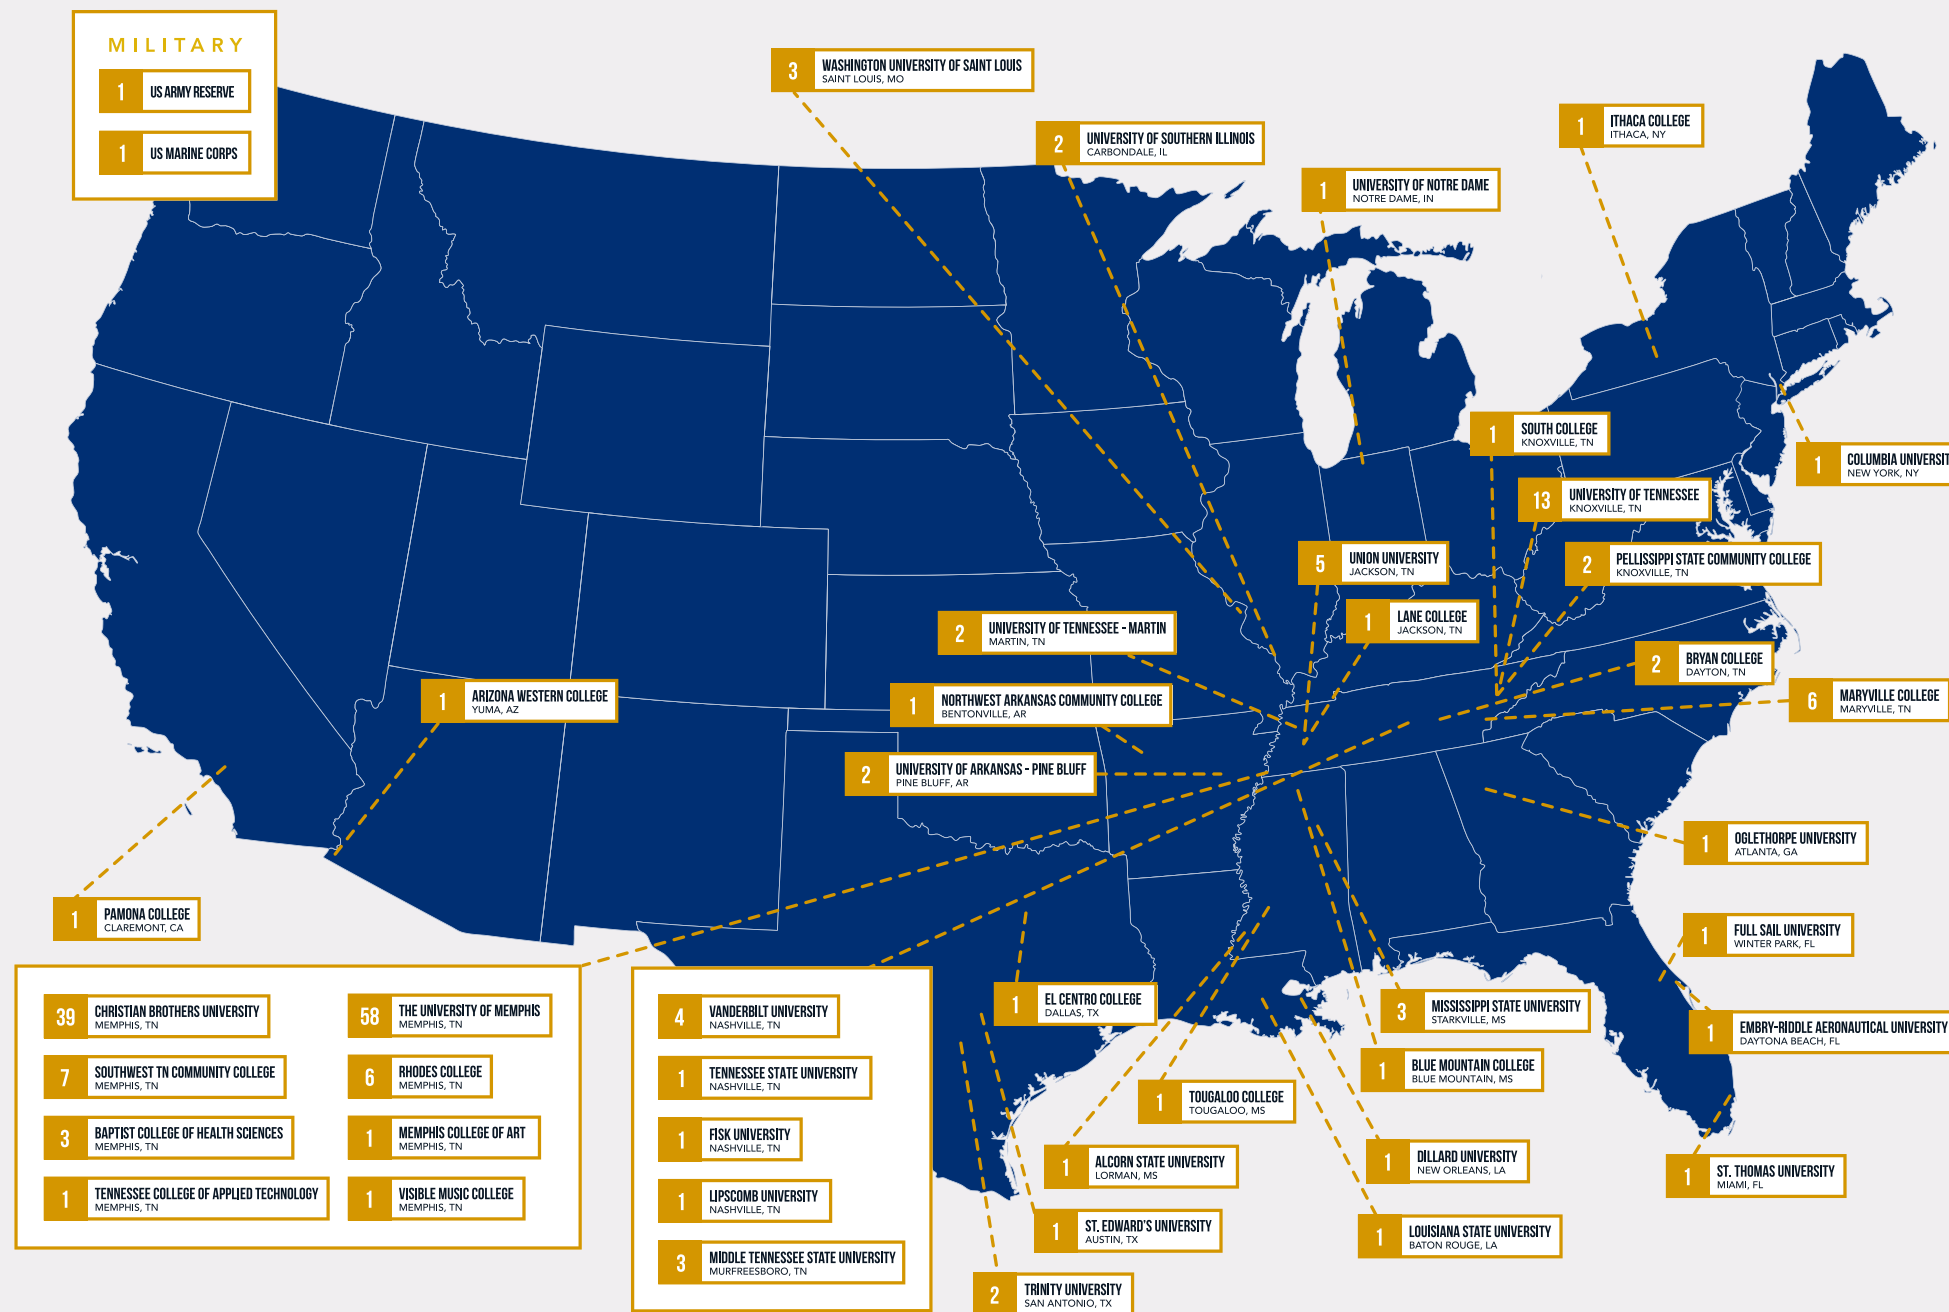 MILITARY
1 US ARMY RESERVE
1 US MARINE CORPS
3 WASHINGTON UNIVERSITY OF SAINT LOUIS
SAINT LOUIS, MO
2 UNIVERSITY OF SOUTHERN ILLINOIS
CARBONDALE, IL
1 UNIVERSITY OF NOTRE DAME
NOTRE DAME, IN
1 ITHACA COLLEGE
ITHACA, NY
1 SOUTH COLLEGE
KNOXVILLE, TN
1 COLUMBIA UNIVERSIT
NEW YORK, NY
13 UNIVERSITY OF TENNESSEE
KNOXVILLE, TN
5 UNION UNIVERSITY
JACKSON, TN
2 PELLISSIPPI STATE COMMUNITY COLLEGE
KNOXVILLE, TN
1 LANE COLLEGE
JACKSON, TN
2 UNIVERSITY OF TENNESSEE - MARTIN
MARTIN, TN
2 BRYAN COLLEGE
DAYTON, TN
1 ARIZONA WESTERN COLLEGE
YUMA, AZ
1 NORTHWEST ARKANSAS COMMUNITY COLLEGE
BENTONVILLE, AR
6 MARYVILLE COLLEGE
MARYVILLE, TN
2 UNIVERSITY OF ARKANSAS - PINE BLUFF
PINE BLUFF, AR
1 OGLETHORPE UNIVERSITY
ATLANTA, GA
1 PAMONA COLLEGE
CLAREMONT, CA
1 FULL SAIL UNIVERSITY
WINTER PARK, FL
39 CHRISTIAN BROTHERS UNIVERSITY
MEMPHIS, TN
7 SOUTHWEST TN COMMUNITY COLLEGE
MEMPHIS, TN
3 BAPTIST COLLEGE OF HEALTH SCIENCES
MEMPHIS, TN
1 TENNESSEE COLLEGE OF APPLIED TECHNOLOGY
MEMPHIS, TN
58 THE UNIVERSITY OF MEMPHIS
MEMPHIS, TN
6 RHODES COLLEGE
MEMPHIS, TN
1 MEMPHIS COLLEGE OF ART
MEMPHIS, TN
1 VISIBLE MUSIC COLLEGE
MEMPHIS, TN
4 VANDERBILT UNIVERSITY
NASHVILLE, TN
1 TENNESSEE STATE UNIVERSITY
NASHVILLE, TN
1 FISK UNIVERSITY
NASHVILLE, TN
1 LIPSCOMB UNIVERSITY
NASHVILLE, TN
3 MIDDLE TENNESSEE STATE UNIVERSITY
MURFREESBORO, TN
1 EL CENTRO COLLEGE
DALLAS, TX
3 MISSISSIPPI STATE UNIVERSITY
STARKVILLE, MS
1 EMBRY-RIDDLE AERONAUTICAL UNIVERSITY
DAYTONA BEACH, FL
1 BLUE MOUNTAIN COLLEGE
BLUE MOUNTAIN, MS
1 TOUGALOO COLLEGE
TOUGALOO, MS
1 ALCORN STATE UNIVERSITY
LORMAN, MS
1 DILLARD UNIVERSITY
NEW ORLEANS, LA
1 ST. THOMAS UNIVERSITY
MIAMI, FL
1 ST. EDWARD'S UNIVERSITY
AUSTIN, TX
1 LOUISIANA STATE UNIVERSITY
BATON ROUGE, LA
2 TRINITY UNIVERSITY
SAN ANTONIO, TX